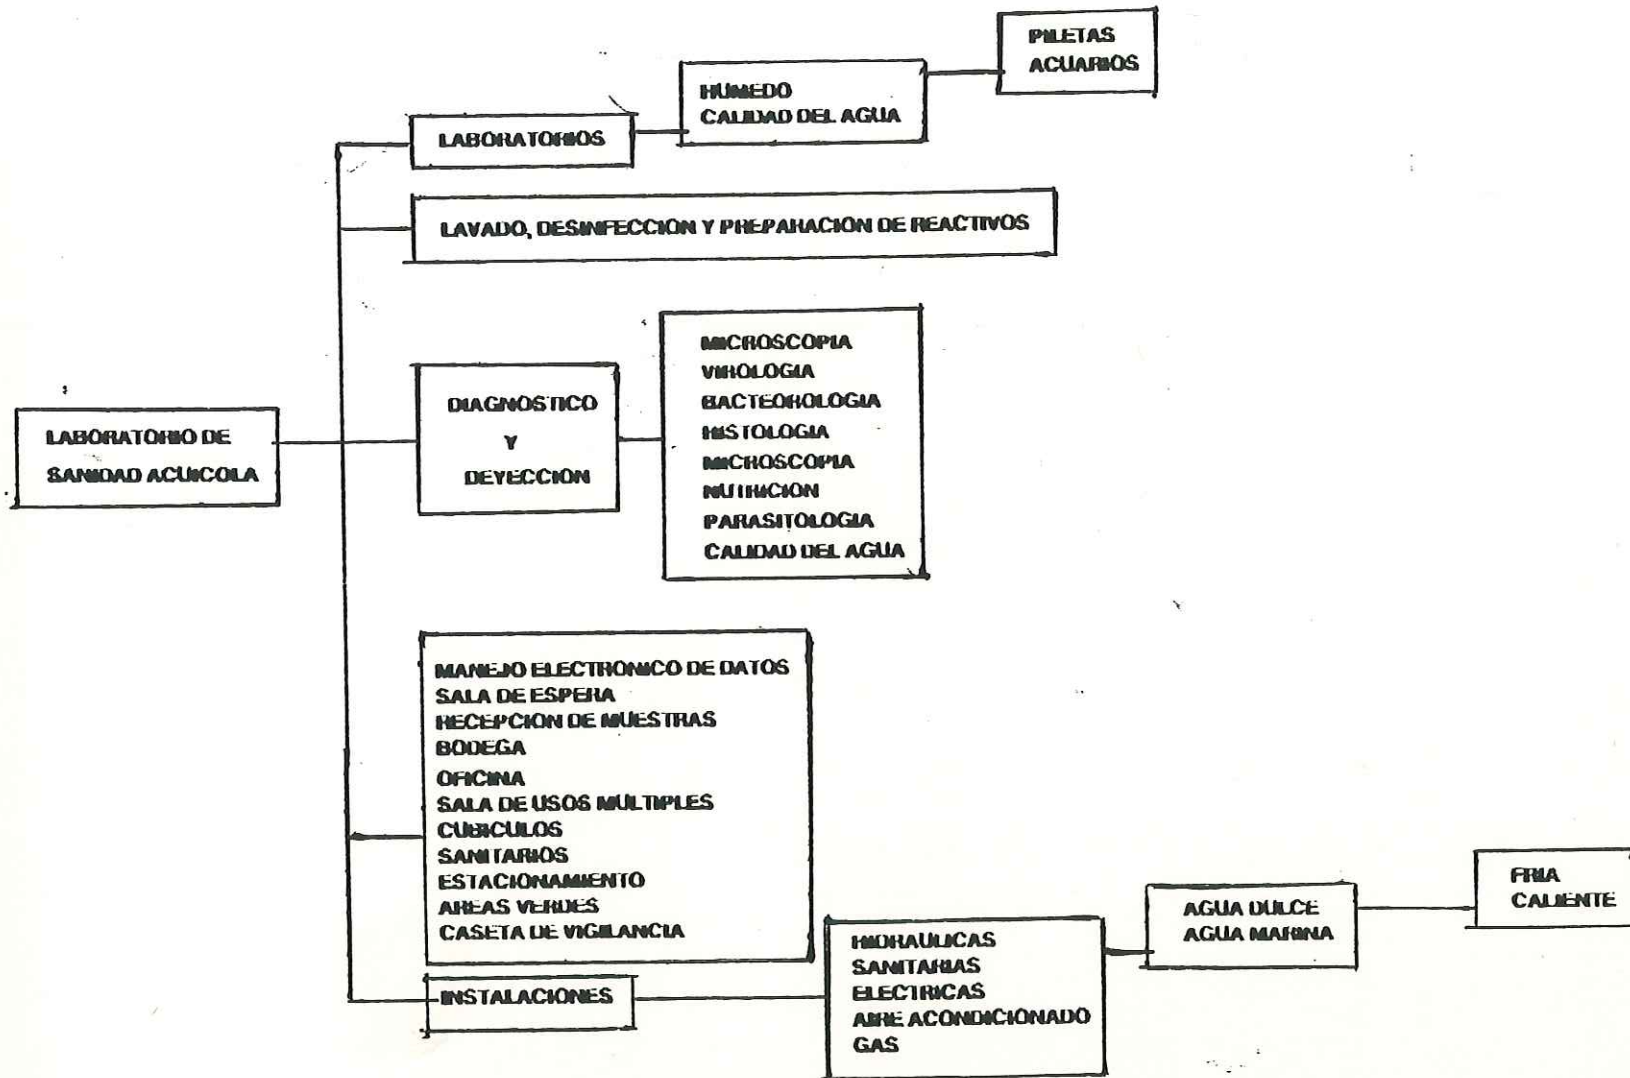 LABORATORIO DE
SANIDAD ACUICOLA
LABORATORIOS
HUMEDO
CALIDAD DEL AGUA
PILETAS
ACUARIOS
LAVADO, DESINFECCION Y PREPARACION DE REACTIVOS
DIAGNOSTICO
Y
DEYECCION
MICROSCOPIA
VIROLOGIA
BACTEOROLOGIA
HISTOLOGIA
MICROSCOPIA
NUTRICION
PARASITOLOGIA
CALIDAD DEL AGUA
MANEJO ELECTRONICO DE DATOS
SALA DE ESPERA
RECEPCION DE MUESTRAS
BODEGA
OFICINA
SALA DE USOS MULTIPLES
CUBICULOS
SANITARIOS
ESTACIONAMIENTO
AREAS VERDES
CASETA DE VIGILANCIA
INSTALACIONES
HIDRAULICAS
SANITARIAS
ELECTRICAS
AIRE ACONDICIONADO
GAS
AGUA DULCE
AGUA MARINA
FRIA
CALIENTE